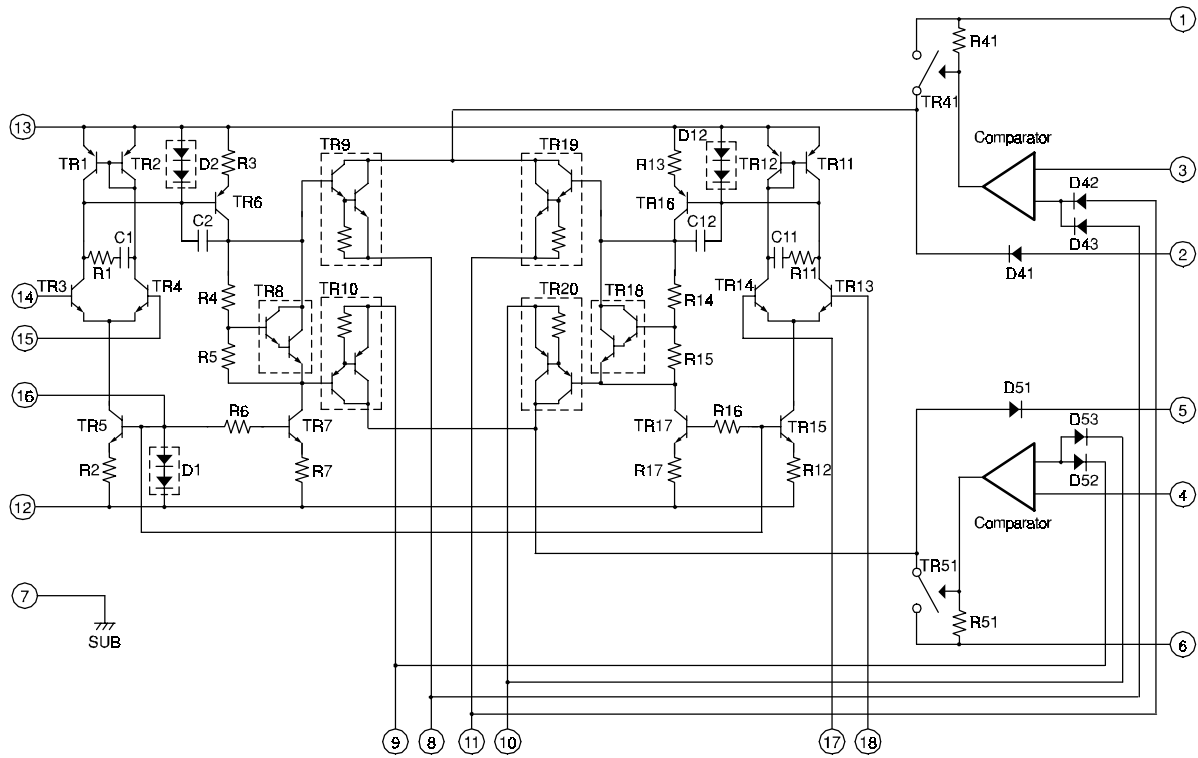 1
R41
TR41
13
D12
TR1
TR2
D2
R3
TR9
TR19
R13
TR12
TR11
Comparator
3
D42
TR6
TR16
C2
C12
D43
C1
R1
C11
R11
2
D41
TR3
TR4
R4
TR8
TR10
TR20
TR18
R14
TR14
TR13
14
15
R5
R15
16
R6
R16
D51
5
D53
TR5
TR7
TR17
TR15
R2
D1
R7
R17
R12
D52
4
12
Comparator
TR51
7
SUB
R51
6
9
8
11
10
17
18